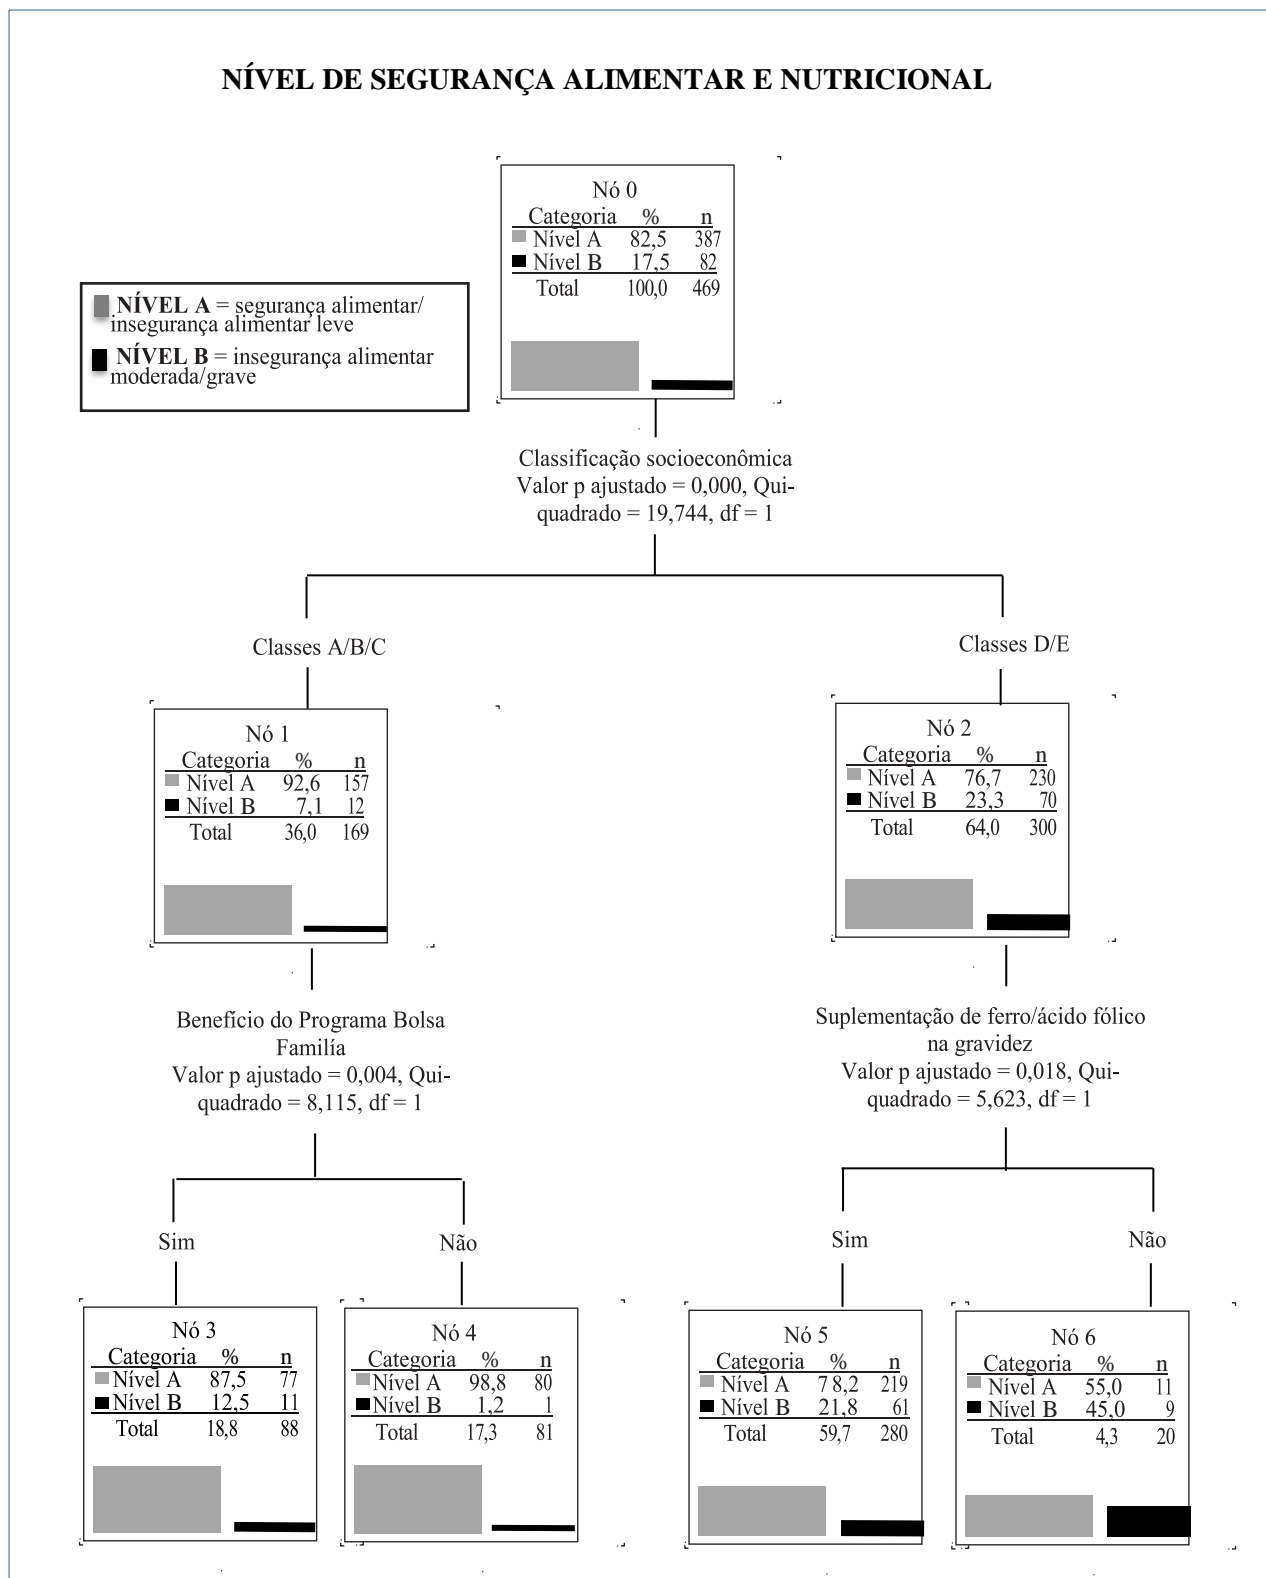 NÍVEL DE SEGURANÇA ALIMENTAR E NUTRICIONAL
Nó 0
Categoria % n
Nível A 82,5 387
Nível B 17,5 82
Total 100,0 469
NÍVEL A = segurança alimentar/
insegurança alimentar leve
NÍVEL B = insegurança alimentar
moderada/grave
Classificação socioeconômica
Valor p ajustado = 0,000, Qui-
quadrado = 19,744, df = 1
Classes A/B/C
Classes D/E
Nó 1
Categoria % n
Nível A 92,6 157
Nível B 7,1 12
Total 36,0 169
Nó 2
Categoria % n
Nível A 76,7 230
Nível B 23,3 70
Total 64,0 300
Benefício do Programa Bolsa
Familía
Valor p ajustado = 0,004, Qui-
quadrado = 8,115, df = 1
Suplementação de ferro/ácido fólico
na gravidez
Valor p ajustado = 0,018, Qui-
quadrado = 5,623, df = 1
Sim
Não
Sim
Não
Nó 3
Categoria % n
Nível A 87,5 77
Nível B 12,5 11
Total 18,8 88
Nó 4
Categoria % n
Nível A 98,8 80
Nível B 1,2 1
Total 17,3 81
Nó 5
Categoria % n
Nível A 78,2 219
Nível B 21,8 61
Total 59,7 280
Nó 6
Categoria % n
Nível A 55,0 11
Nível B 45,0 9
Total 4,3 20